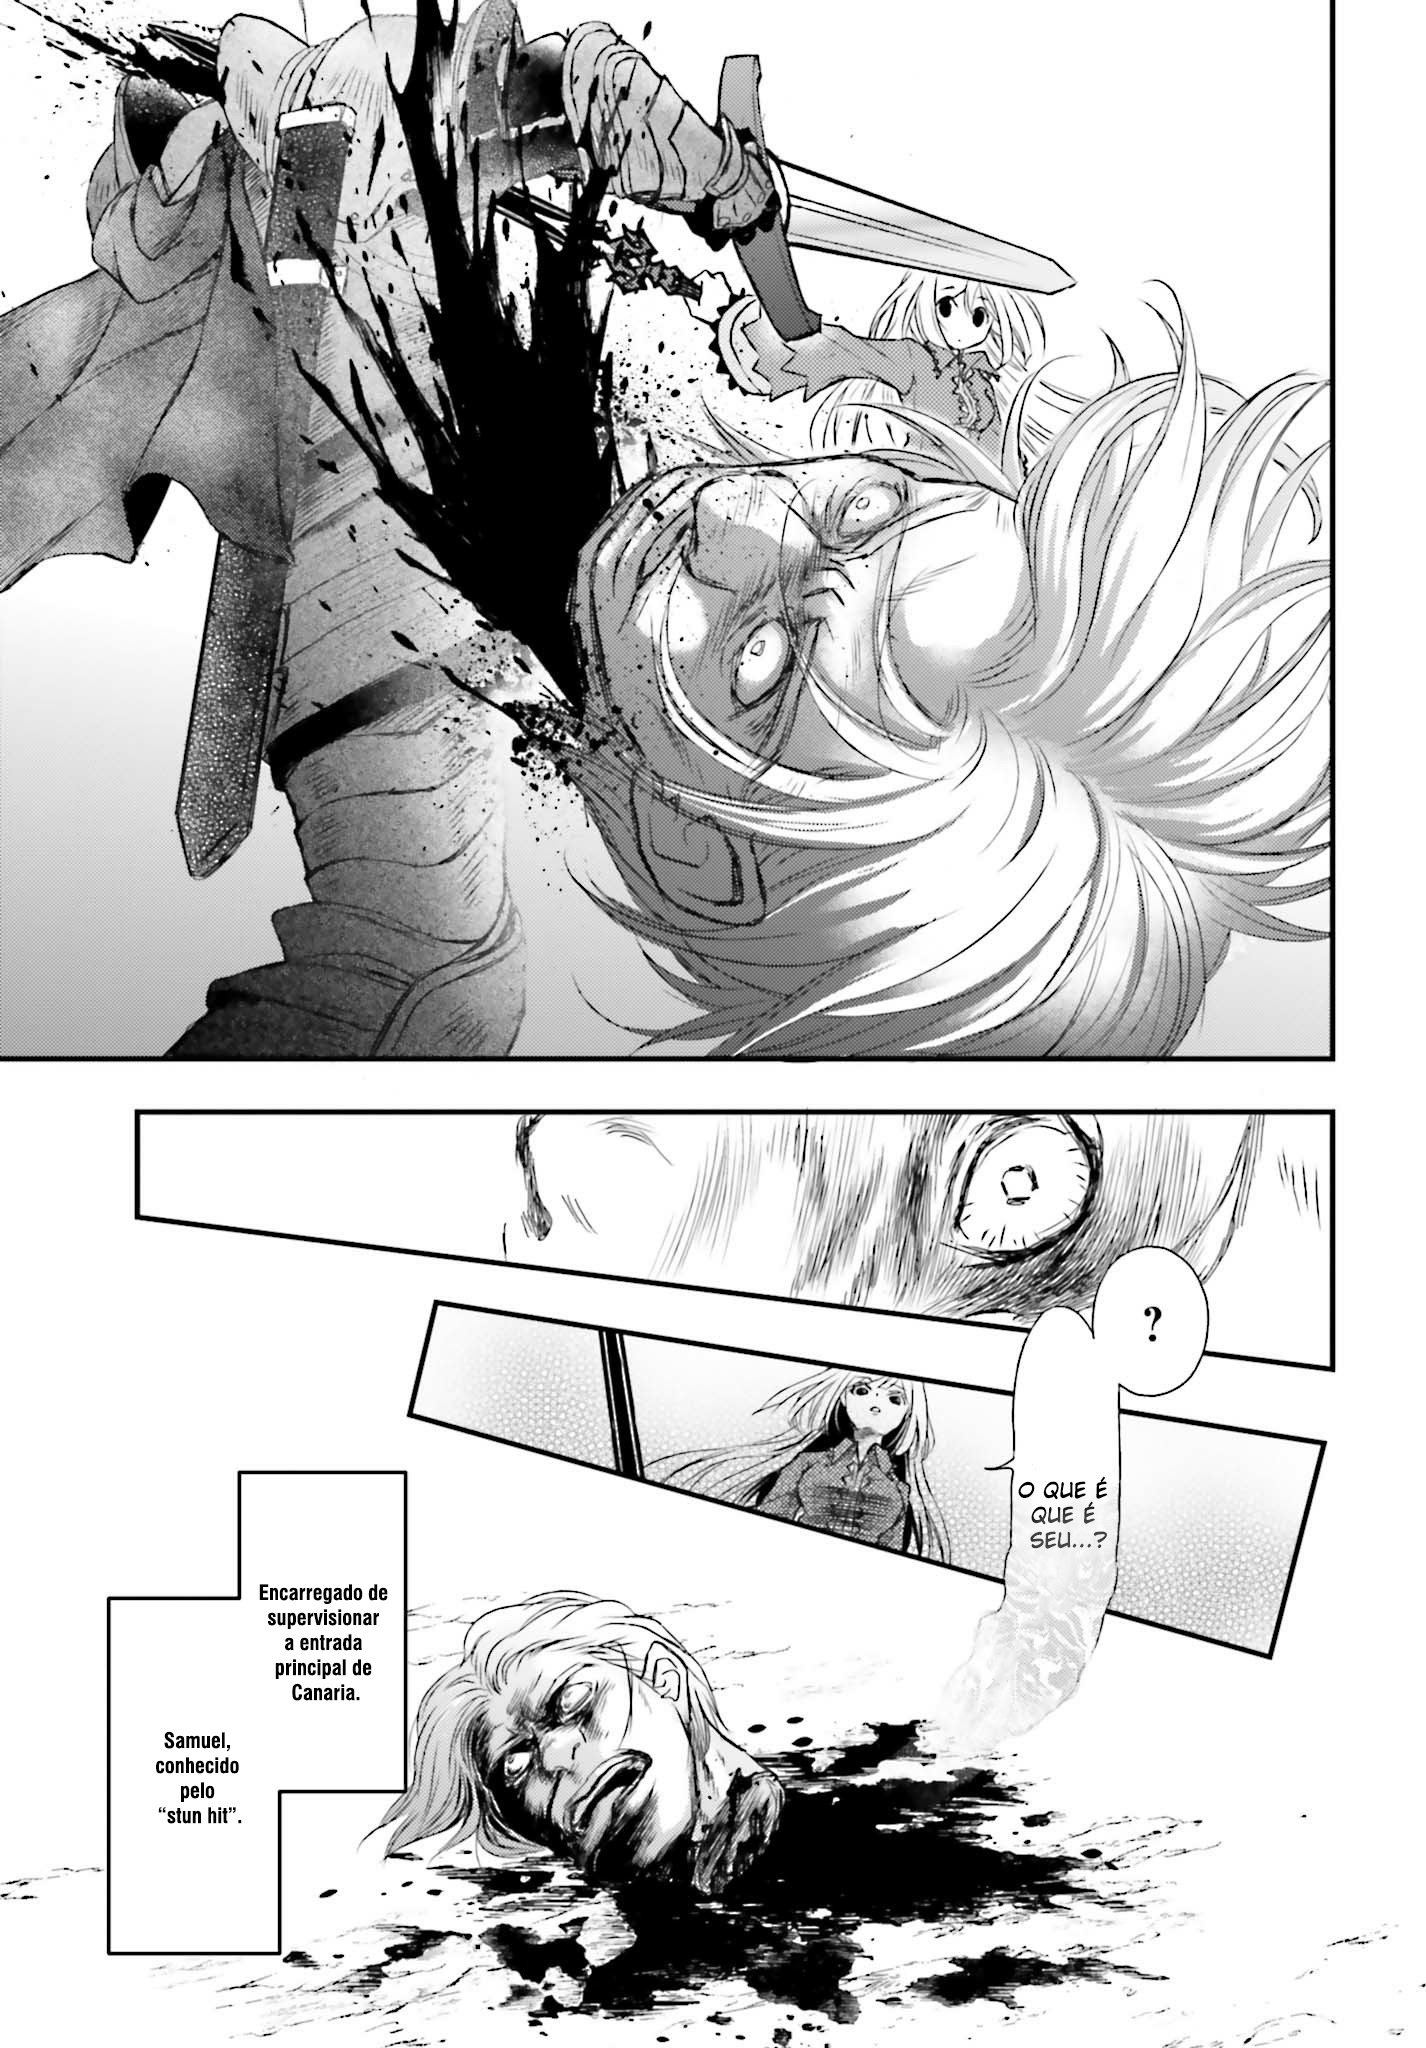 ?
O QUE É
QUE É
SEU...?
Encarregado de
supervisionar
a entrada
principal de
Canaria.
Samuel,
conhecido
pelo
“stun hit”.